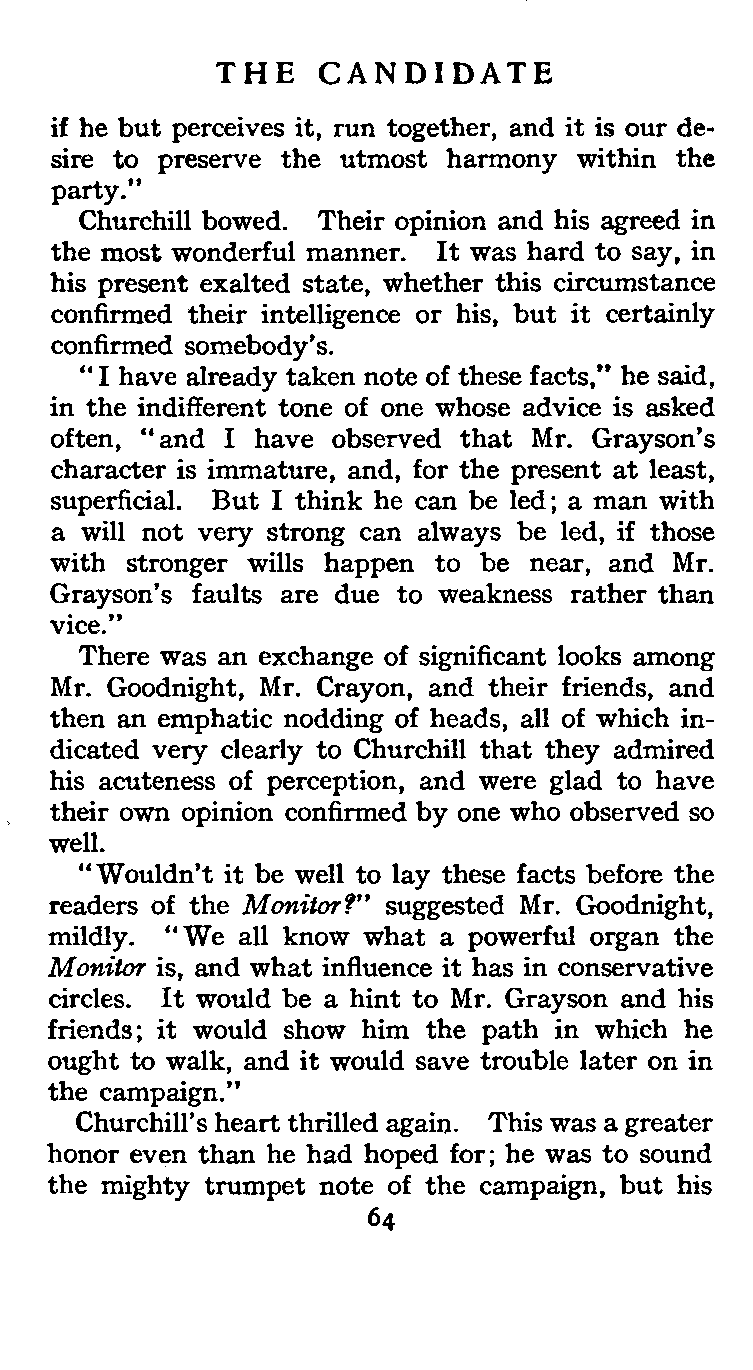 THE CANDIDATE
if he but perceives it, run together, and it is our de-
sire to preserve the utmost harmony within the
party."
Churchill bowed. Their opinion and his agreed in
the most wonderful manner. It was hard to say, in
his present exalted state, whether this circumstance
confirmed their intelligence or his, but it certainly
confirmed somebody's.
"I have already taken note of these facts," he said,
in the indifferent tone of one whose advice is asked
often, "and I have observed that Mr. Grayson's
character is immature, and, for the present at least,
superficial. But I think he can be led; a man with
a will not very strong can always be led, if those
with stronger wills happen to be near, and Mr.
Grayson's faults are due to weakness rather than
vice."
There was an exchange of significant looks among
Mr. Goodnight, Mr. Crayon, and their friends, and
then an emphatic nodding of heads, all of which in-
dicated very clearly to Churchill that they admired
his acuteness of perception, and were glad to have
their own opinion confirmed by one who observed so
well.
"Wouldn't it be well to lay these facts before the
readers of the Monitor?" suggested Mr. Goodnight,
mildly. "We all know what a powerful organ the
Monitor is, and what influence it has in conservative
circles. It would be a hint to Mr. Grayson and his
friends; it would show him the path in which he
ought to walk, and it would save trouble later on in
the campaign."
Churchill's heart thrilled again. This was a greater
honor even than he had hoped for; he was to sound
the mighty trumpet note of the campaign, but his
64